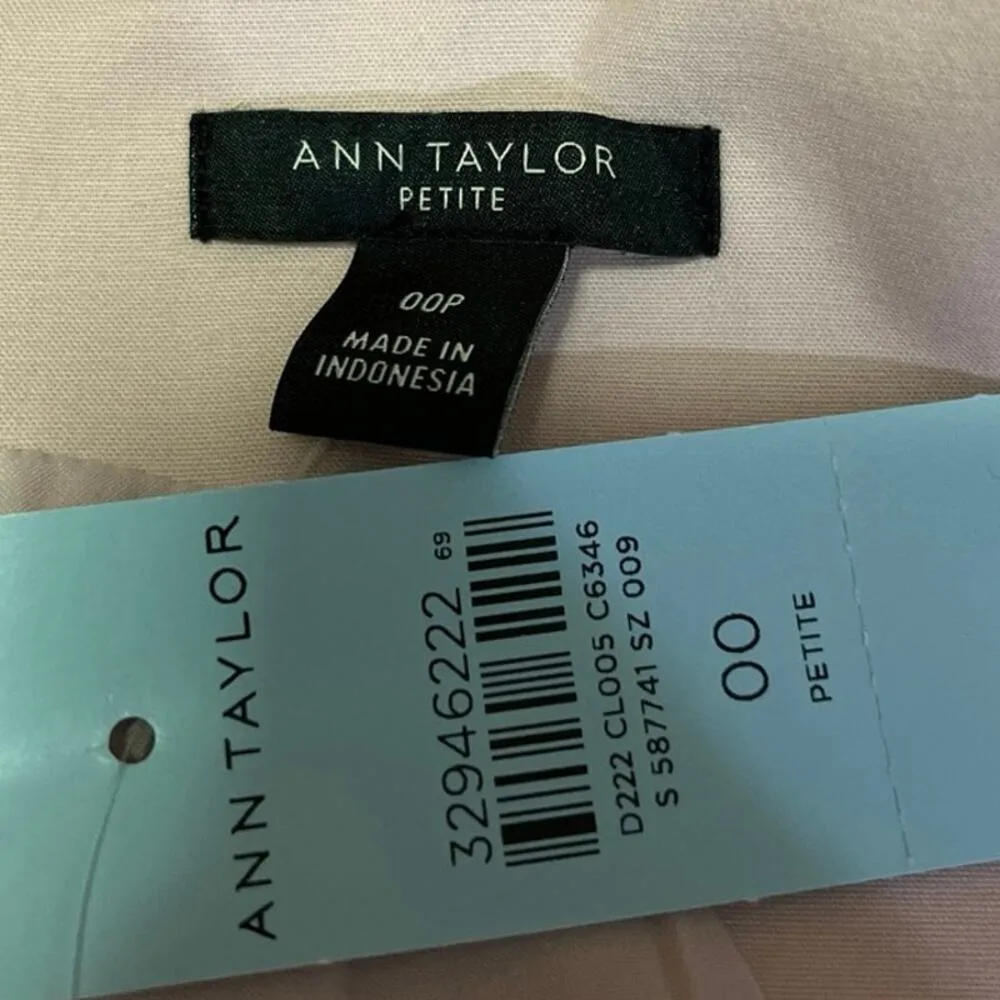 ANN TAYLOR
PETITE
00P
MADE IN
INDONESIA
ANN TAYLOR
32946222 69
D222 CL005 C6346
S 587741 SZ 009
00
PETITE